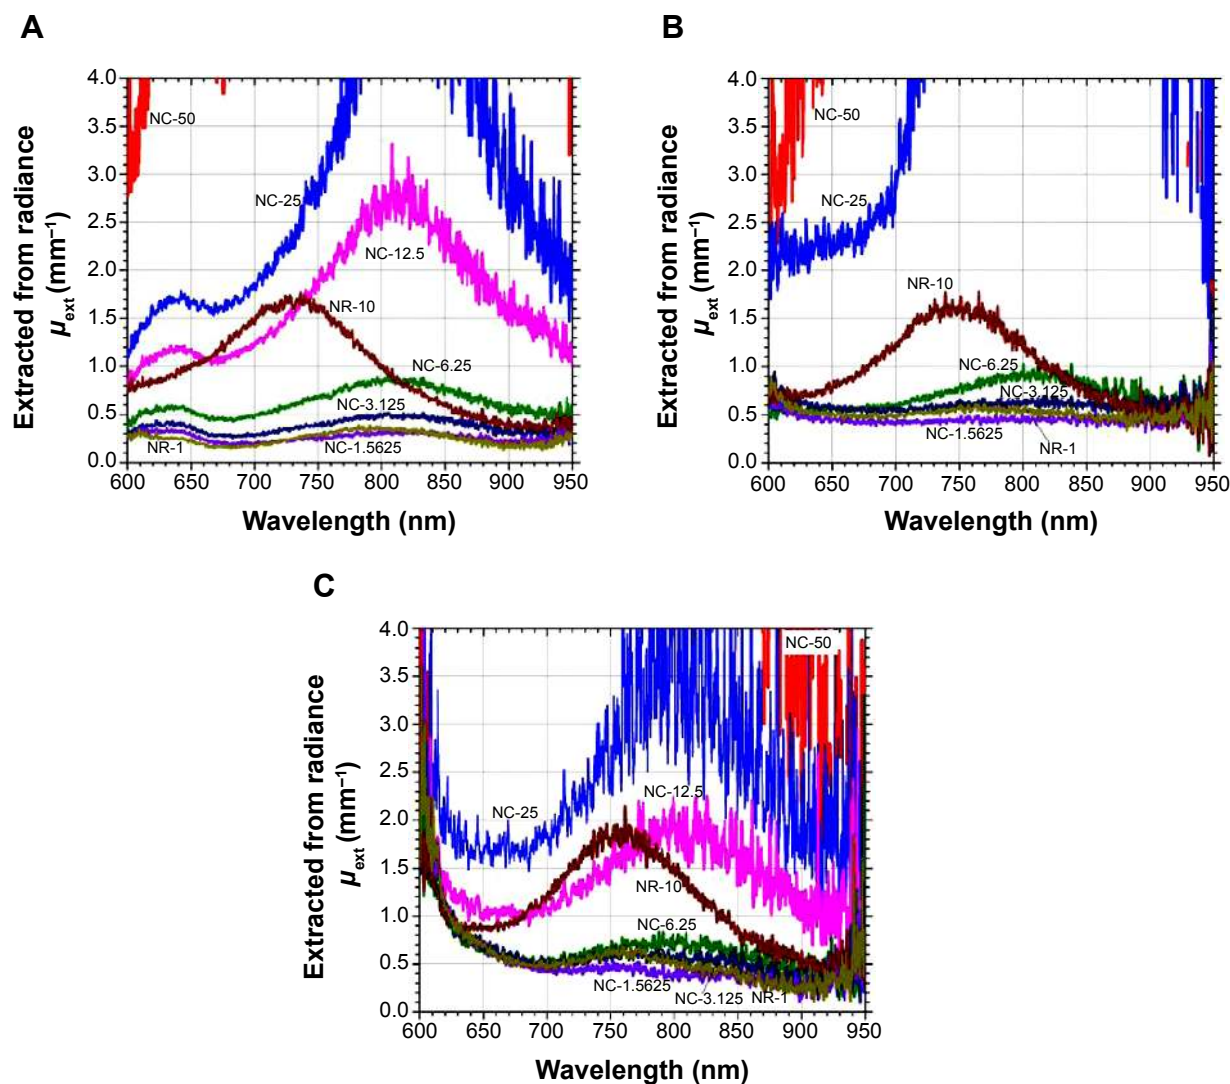 A
Extracted from radiance
μext (mm−1)
4.0
3.5
3.0
2.5
2.0
1.5
1.0
0.5
0.0
NC-50
NC-25
NC-12.5
NR-10
NC-6.25
NC-3.125
NR-1
NC-1.5625
600 650 700 750 800 850 900 950
Wavelength (nm)
B
Extracted from radiance
μext (mm−1)
4.0
3.5
3.0
2.5
2.0
1.5
1.0
0.5
0.0
NC-50
NC-25
NR-10
NC-6.25
NC-3.125
NC-1.5625
NR-1
600 650 700 750 800 850 900 950
Wavelength (nm)
C
Extracted from radiance
μext (mm−1)
4.0
3.5
3.0
2.5
2.0
1.5
1.0
0.5
0.0
NC-50
NC-25
NC-12.5
NR-10
NC-6.25
NC-1.5625
NC-3.125
NR-1
600 650 700 750 800 850 900 950
Wavelength (nm)